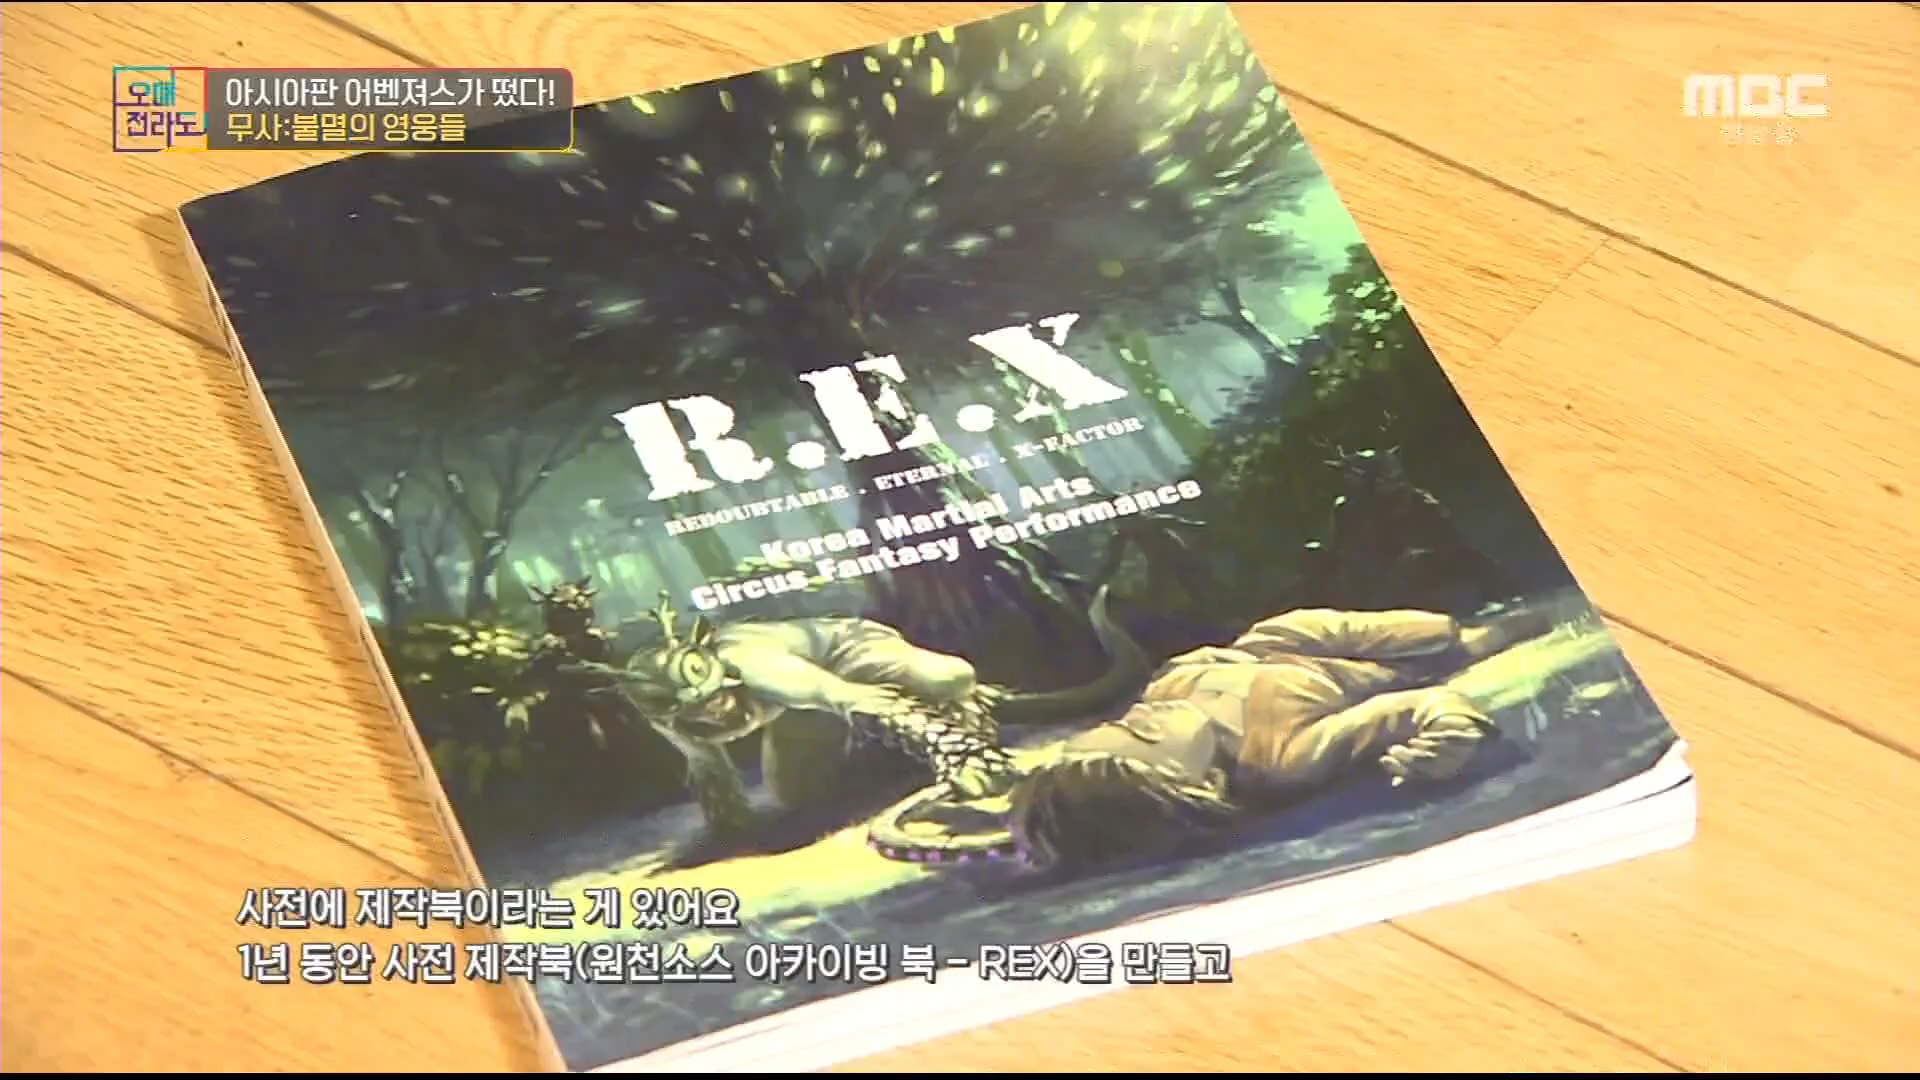 오매
전라도
아시아판 어벤져스가 떴다!
무사:불멸의 영웅들
MBC
R.E.X
REDOUBTABLE . ETERNAL . X-FACTOR
Korea Martial Arts
Circus Fantasy Performance
사전에 제작북이라는 게 있어요
1년 동안 사전 제작북(원천소스 아카이빙 북 - REX)을 만들고